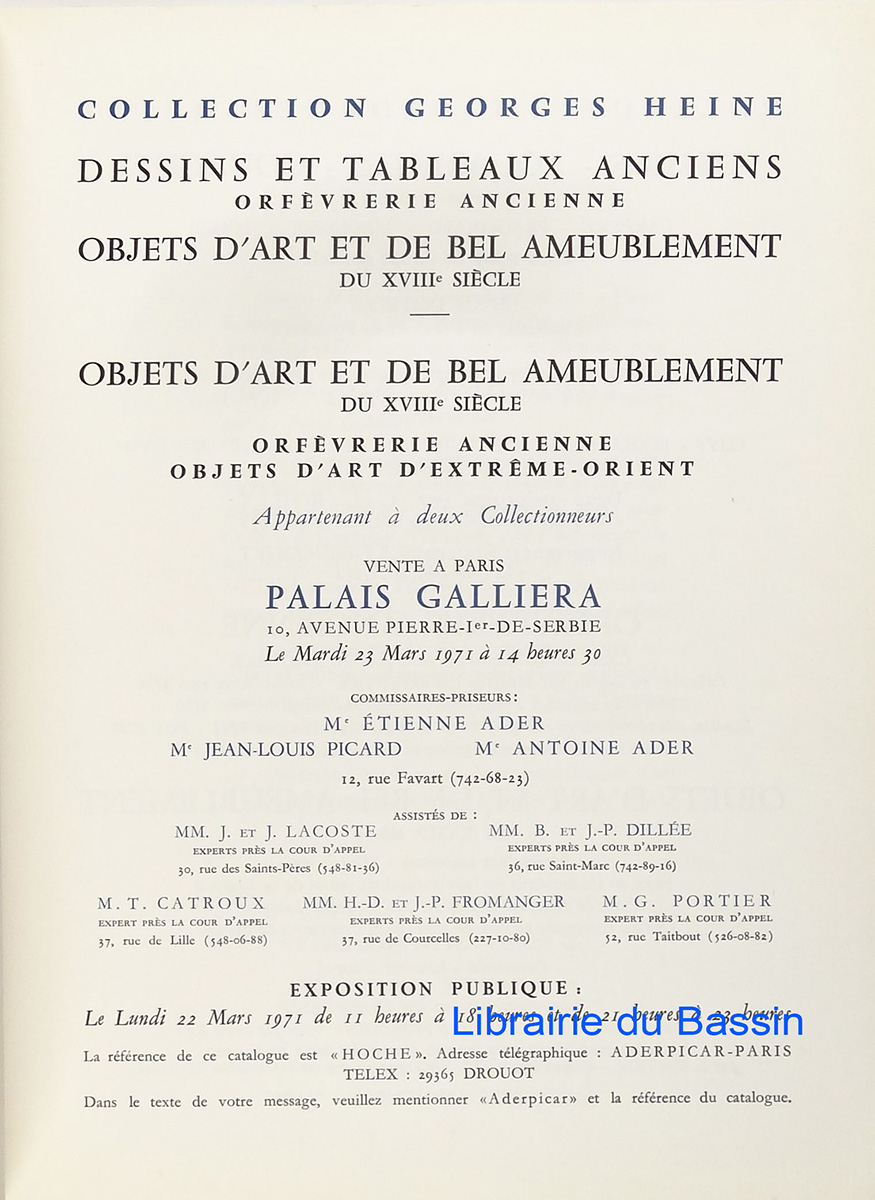 COLLECTION GEORGES HEINE
DESSINS ET TABLEAUX ANCIENS
ORFÈVRERIE ANCIENNE
OBJETS D'ART ET DE BEL AMEUBLEMENT
DU XVIIIe SIÈCLE
OBJETS D'ART ET DE BEL AMEUBLEMENT
DU XVIIIe SIÈCLE
ORFÈVRERIE ANCIENNE
OBJETS D'ART D'EXTRÊME-ORIENT
Appartenant à deux Collectionneurs
VENTE A PARIS
PALAIS GALLIERA
10, AVENUE PIERRE-Ier-DE-SERBIE
Le Mardi 23 Mars 1971 à 14 heures 30
COMMISSAIRES-PRISEURS :
Me ÉTIENNE ADER
Me JEAN-LOUIS PICARD Me ANTOINE ADER
12, rue Favart (742-68-23)
ASSISTÉS DE :
MM. J. ET J. LACOSTE MM. B. ET J.-P. DILLÉE
EXPERTS PRÈS LA COUR D'APPEL EXPERTS PRÈS LA COUR D'APPEL
30, rue des Saints-Pères (548-81-36) 36, rue Saint-Marc (742-89-16)
M. T. CATROUX MM. H.-D. ET J.-P. FROMANGER M. G. PORTIER
EXPERT PRÈS LA COUR D'APPEL EXPERTS PRÈS LA COUR D'APPEL EXPERT PRÈS LA COUR D'APPEL
37, rue de Lille (548-06-88) 37, rue de Courcelles (227-10-80) 52, rue Taitbout (526-08-82)
EXPOSITION PUBLIQUE :
Le Lundi 22 Mars 1971 de 11 heures à 18 heures et de 21 heures à 23 heures
Librairie du Bassin
La référence de ce catalogue est «HOCHE». Adresse télégraphique : ADERPICAR-PARIS
TELEX : 29365 DROUOT
Dans le texte de votre message, veuillez mentionner «Aderpicar» et la référence du catalogue.